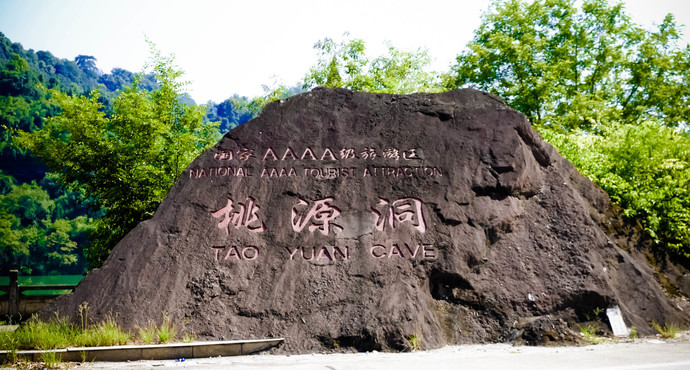 国家AAAA级旅游区
NATIONAL AAAA TOURIST ATTRACTION
桃源洞
TAO YUAN CAVE